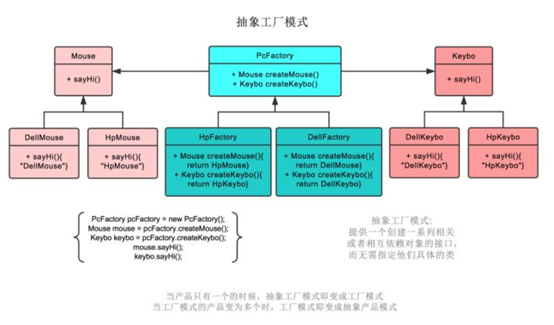 抽象工厂模式
Mouse
+ sayHi()
PcFactory
+ Mouse createMouse()
+ Keybo createKeybo()
Keybo
+ sayHi()
DellMouse
+ sayHi(){
"DellMouse"}
HpMouse
+ sayHi(){
"HpMouse"}
HpFactory
+ Mouse createMouse(){
return HpMouse}
+ Keybo createKeybo(){
return HpKeybo}
DellFactory
+ Mouse createMouse(){
return DellMouse}
+ Keybo createKeybo(){
return DellKeybo}
DellKeybo
+ sayHi(){
"DellKeybo"}
HpKeybo
+ sayHi(){
"HpKeybo"}
PcFactory pcFactory = new PcFactory();
Mouse mouse = pcFactory.createMouse();
Keybo keybo = pcFactory.createKeybo();
mouse.sayHi();
keybo.sayHi();
抽象工厂模式:
提供一个创建一系列相关
或者相互依赖对象的接口,
而无需指定他们具体的类
当产品只有一个的时候，抽象工厂模式即变成工厂模式
当工厂模式的产品变为多个时，工厂模式即变成抽象产品模式